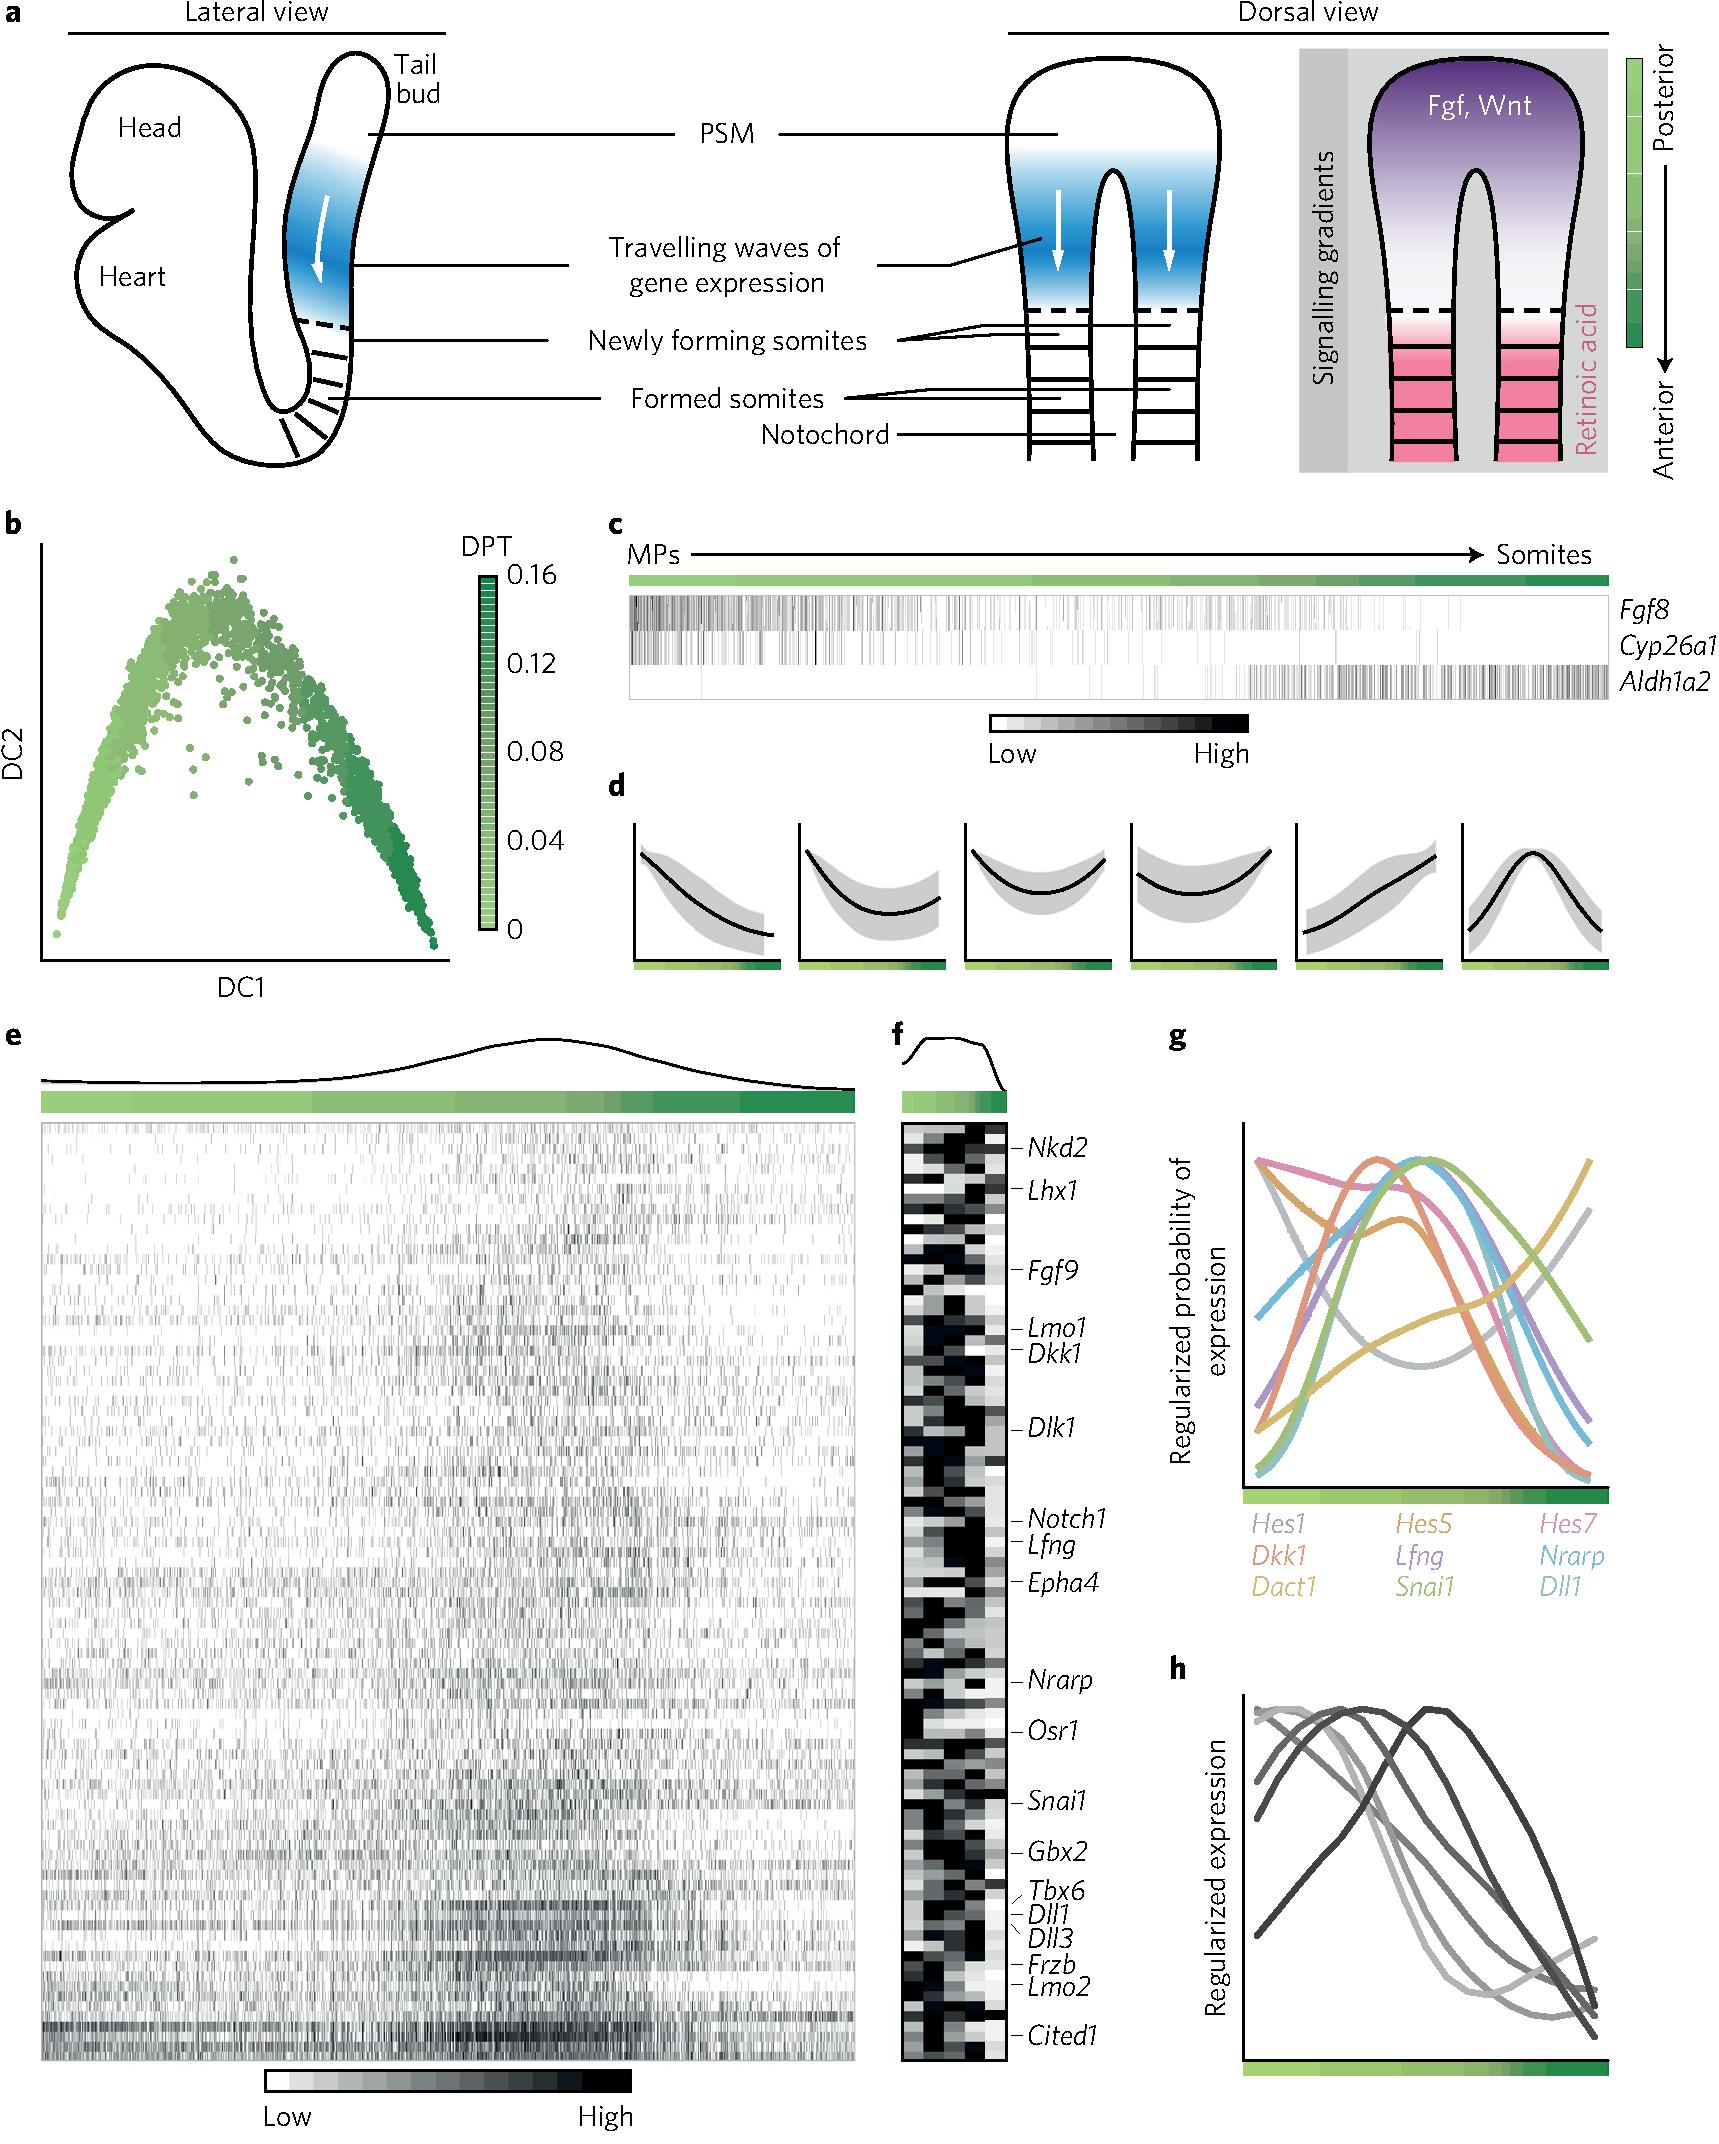 a
Lateral view
Dorsal view
Tail
bud
Head
Heart
PSM
Travelling waves of
gene expression
Newly forming somites
Formed somites
Notochord
Signalling gradients
Fgf, Wnt
Retinoic acid
Posterior
Anterior
b
DPT
0.16
0.12
0.08
0.04
0
DC2
DC1
c
MPs
Somites
Fgf8
Cyp26a1
Aldh1a2
Low
High
d
e
Low
High
f
Nkd2
Lhx1
Fgf9
Lmo1
Dkk1
Dlk1
Notch1
Lfng
Epha4
Nrarp
Osr1
Snai1
Gbx2
Tbx6
Dll1
Dll3
Frzb
Lmo2
Cited1
g
Regularized probability of
expression
Hes1 Hes5 Hes7
Dkk1 Lfng Nrarp
Dact1 Snai1 Dll1
h
Regularized expression